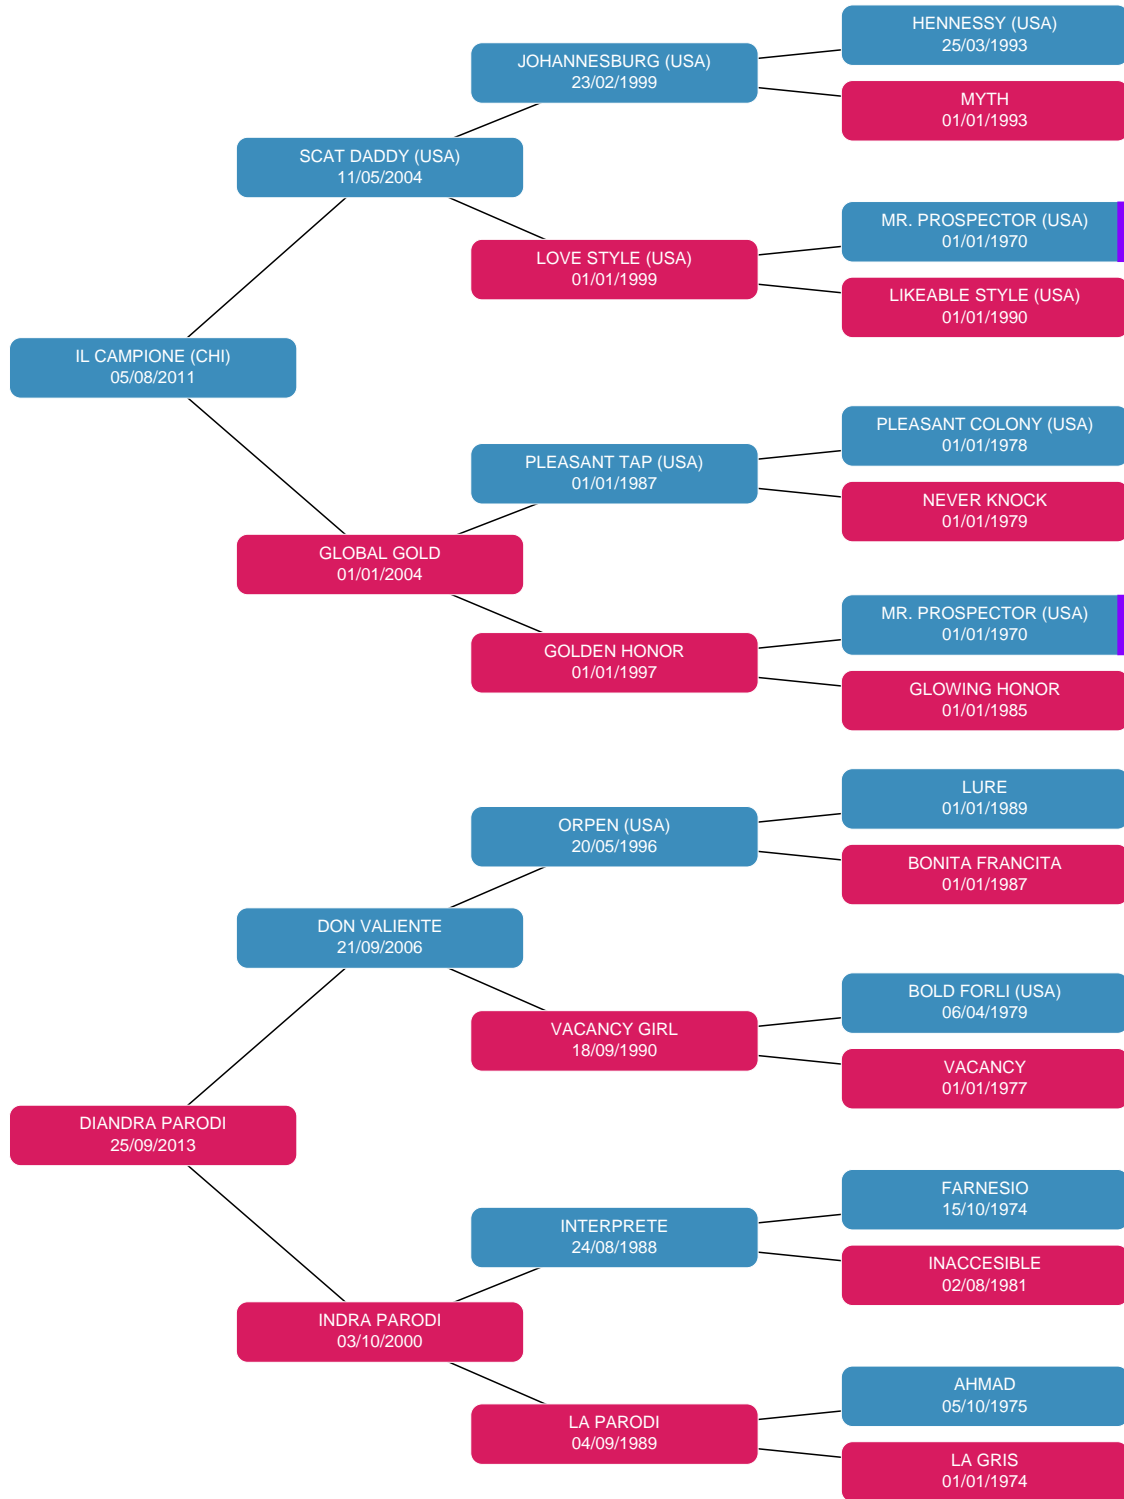 HENNESSY (USA)
25/03/1993
JOHANNESBURG (USA)
23/02/1999
MYTH
01/01/1993
SCAT DADDY (USA)
11/05/2004
MR. PROSPECTOR (USA)
01/01/1970
LOVE STYLE (USA)
01/01/1999
LIKEABLE STYLE (USA)
01/01/1990
IL CAMPIONE (CHI)
05/08/2011
PLEASANT COLONY (USA)
01/01/1978
PLEASANT TAP (USA)
01/01/1987
NEVER KNOCK
01/01/1979
GLOBAL GOLD
01/01/2004
MR. PROSPECTOR (USA)
01/01/1970
GOLDEN HONOR
01/01/1997
GLOWING HONOR
01/01/1985
LURE
01/01/1989
ORPEN (USA)
20/05/1996
BONITA FRANCITA
01/01/1987
DON VALIENTE
21/09/2006
BOLD FORLI (USA)
06/04/1979
VACANCY GIRL
18/09/1990
VACANCY
01/01/1977
DIANDRA PARODI
25/09/2013
FARNESIO
15/10/1974
INTERPRETE
24/08/1988
INACCESIBLE
02/08/1981
INDRA PARODI
03/10/2000
AHMAD
05/10/1975
LA PARODI
04/09/1989
LA GRIS
01/01/1974